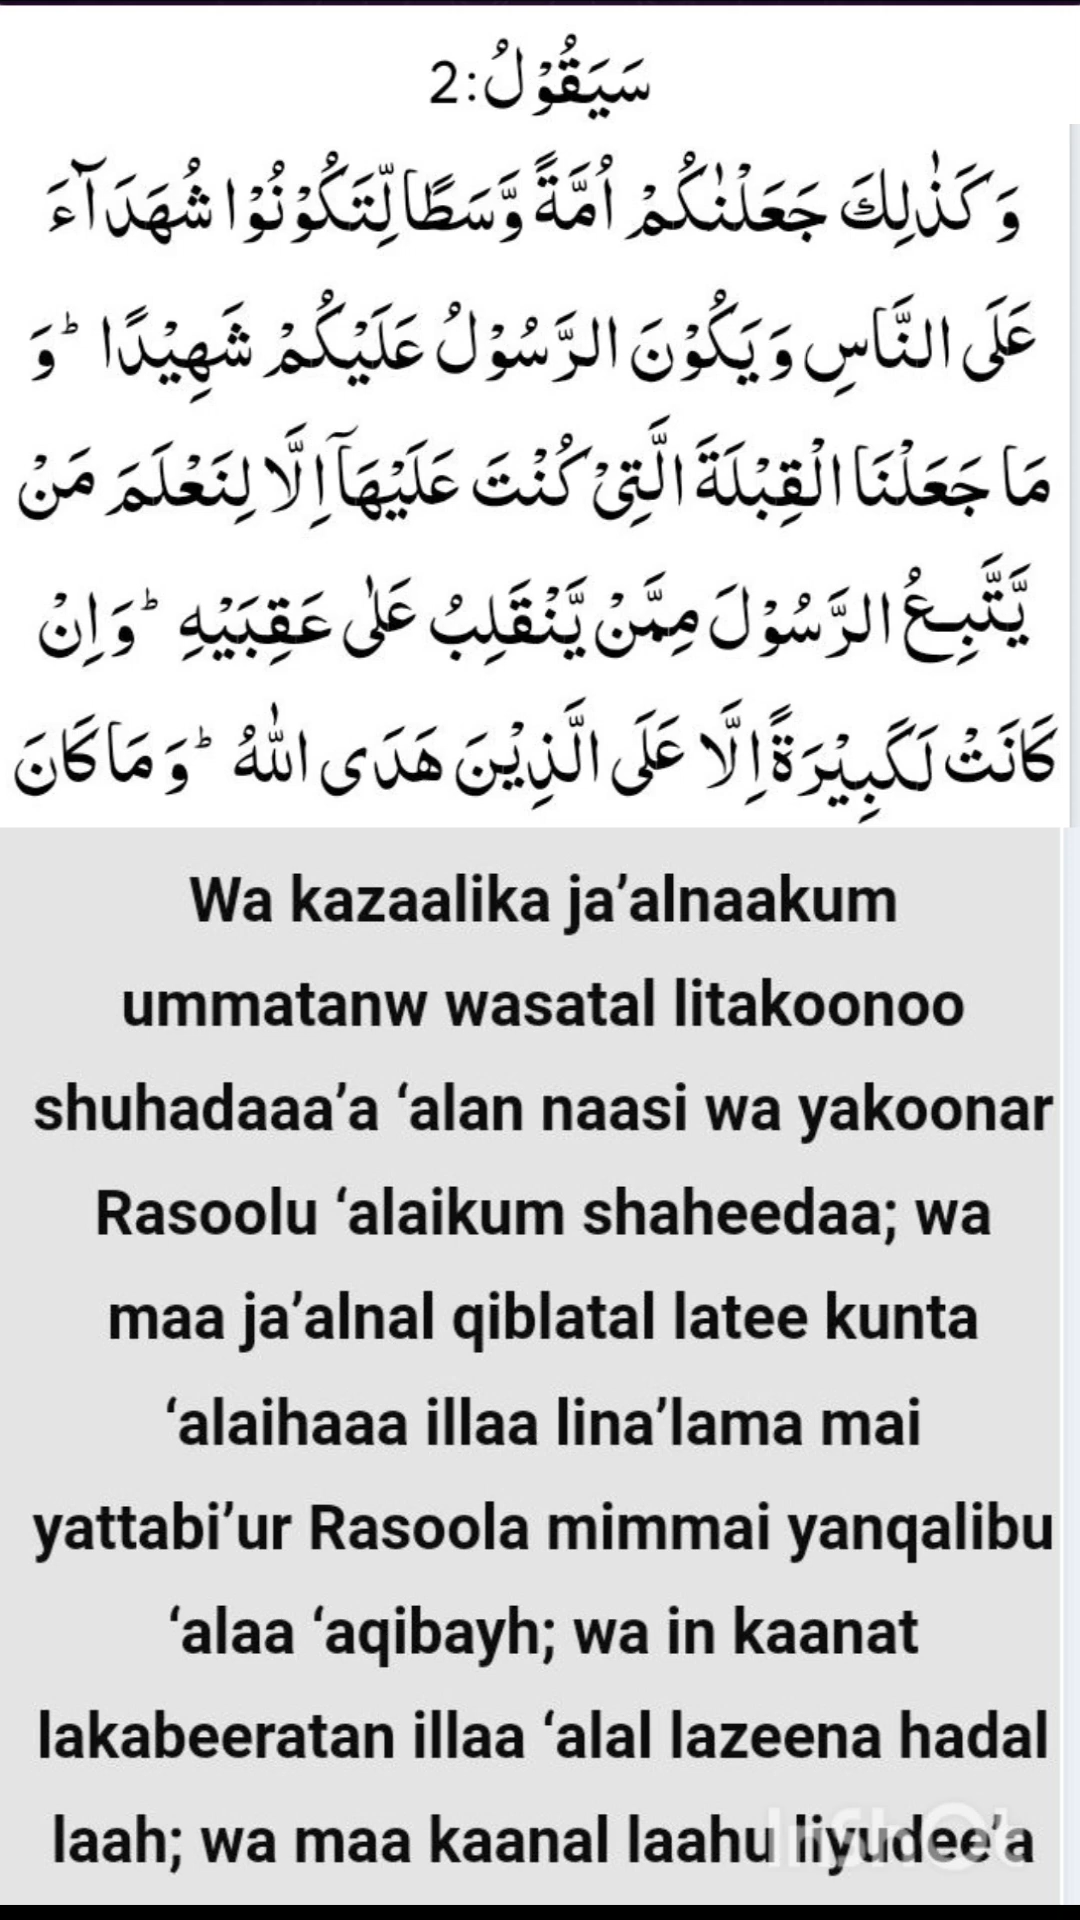 سَيَقُوْلُ:2
وَكَذٰلِكَ جَعَلْنٰكُمْ اُمَّةً وَّسَطًا لِّتَكُوْنُوْا شُهَدَآءَ
عَلَى النَّاسِ وَيَكُوْنَ الرَّسُوْلُ عَلَيْكُمْ شَهِيْدًا ؕ وَ
مَا جَعَلْنَا الْقِبْلَةَ الَّتِىْ كُنْتَ عَلَيْهَآ اِلَّا لِنَعْلَمَ مَنْ
يَّتَّبِعُ الرَّسُوْلَ مِمَّنْ يَّنْقَلِبُ عَلٰى عَقِبَيْهِ ؕ وَاِنْ
كَانَتْ لَكَبِيْرَةً اِلَّا عَلَى الَّذِيْنَ هَدَى اللّٰهُ ؕ وَمَا كَانَ
Wa kazaalika ja’alnaakum
ummatanw wasatal litakoonoo
shuhadaaa’a ‘alan naasi wa yakoonar
Rasoolu ‘alaikum shaheedaa; wa
maa ja’alnal qiblatal latee kunta
‘alaihaaa illaa lina’lama mai
yattabi’ur Rasoola mimmai yanqalibu
‘alaa ‘aqibayh; wa in kaanat
lakabeeratan illaa ‘alal lazeena hadal
laah; wa maa kaanal laahu liyudee’a
InShOt